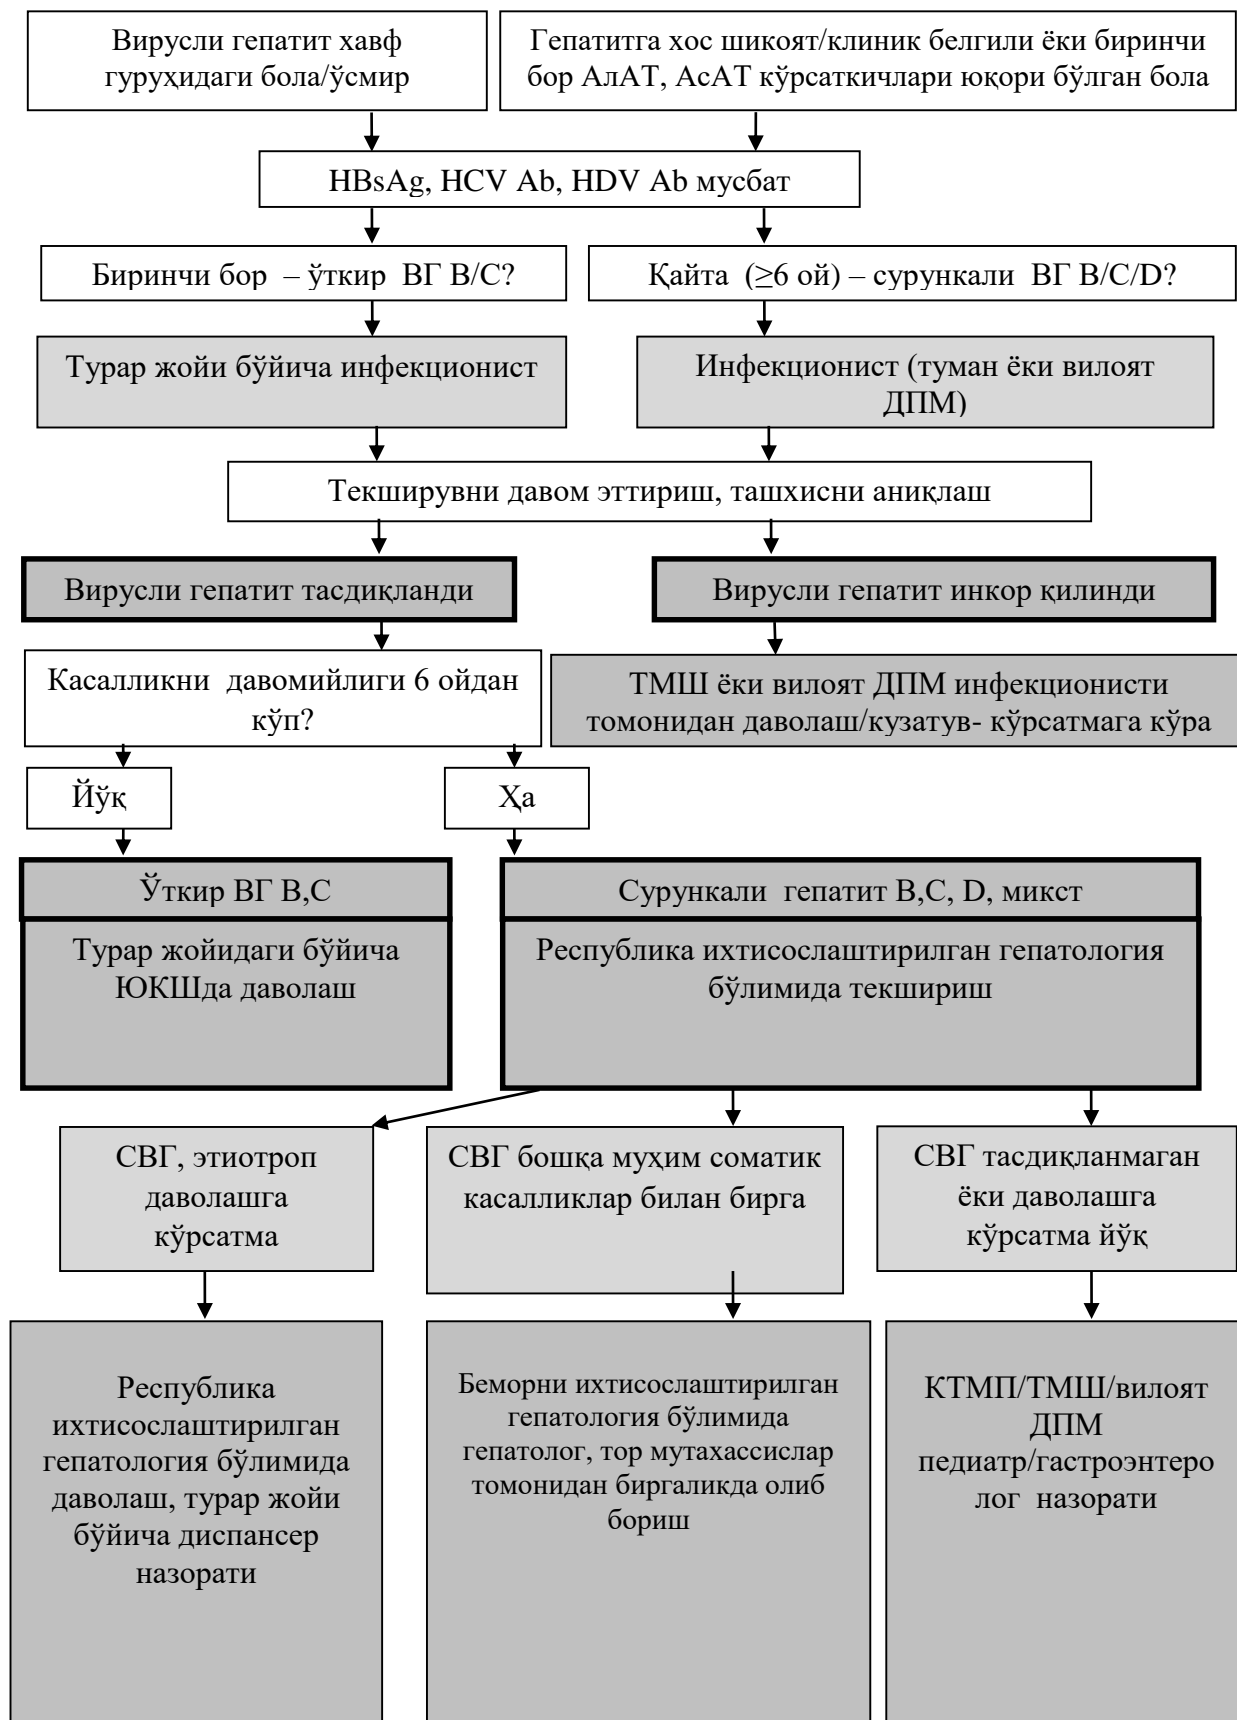 Вирусли гепатит хавф
гуруҳидаги бола/ўсмир
Гепатитга хос шикоят/клиник белгили ёки биринчи
бор АлАТ, АсАТ кўрсаткичлари юқори бўлган бола
HBsAg, HCV Ab, HDV Ab мусбат
Биринчи бор – ўткир ВГ В/С?
Қайта (≥6 ой) – сурункали ВГ В/С/D?
Турар жойи бўйича инфекционист
Инфекционист (туман ёки вилоят
ДПМ)
Текширувни давом эттириш, ташхисни аниқлаш
Вирусли гепатит тасдиқланди
Вирусли гепатит инкор қилинди
Касалликни давомийлиги 6 ойдан
кўп?
ТМШ ёки вилоят ДПМ инфекционисти
томонидан даволаш/кузатув- кўрсатмага кўра
Йўқ
Ҳа
Ўткир ВГ В,С
Турар жойидаги бўйича
ЮКШда даволаш
Сурункали гепатит В,С, D, микст
Республика ихтисослаштирилган гепатология
бўлимида текшириш
СВГ, этиотроп
даволашга
кўрсатма
СВГ бошқа муҳим соматик
касалликлар билан бирга
СВГ тасдиқланмаган
ёки даволашга
кўрсатма йўқ
Республика
ихтисослаштирилган
гепатология бўлимида
даволаш, турар жойи
бўйича диспансер
назорати
Беморни ихтисослаштирилган
гепатология бўлимида
гепатолог, тор мутахассислар
томонидан биргаликда олиб
бориш
КТМП/ТМШ/вилоят
ДПМ
педиатр/гастроэнтеро
лог назорати